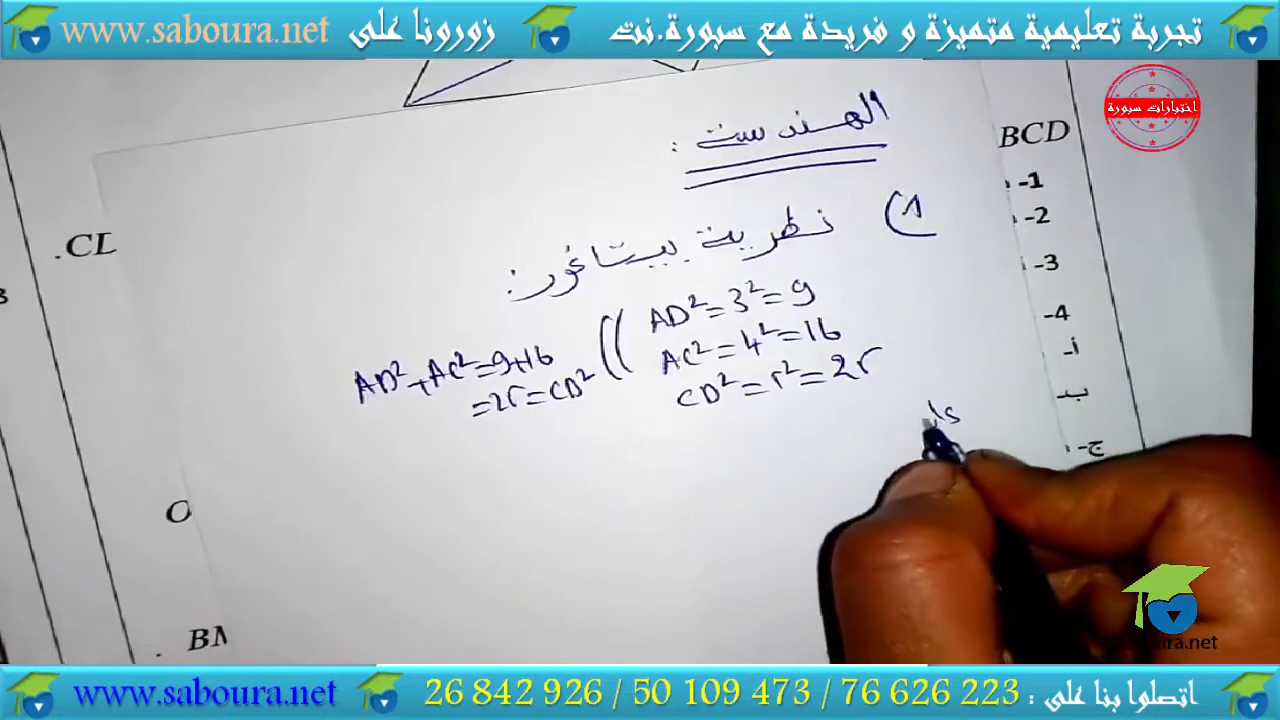 تجربة تعليمية متميزة و فريدة مع سبورة.نت زورونا على www.saboura.net
اختبارات سبورة
BCD
الهندسة :
1- 
2- 
.CD
1) نظرية بيتاغور :
3- 
AD²=3²=9
AC²=4²=16
CD²=5²=25
AD²+AC²=9+16
=25=CD²
4- 
أ-
ب-
ج-
BM
اتصلوا بنا على : 26 842 926 / 50 109 473 / 76 626 223 www.saboura.net